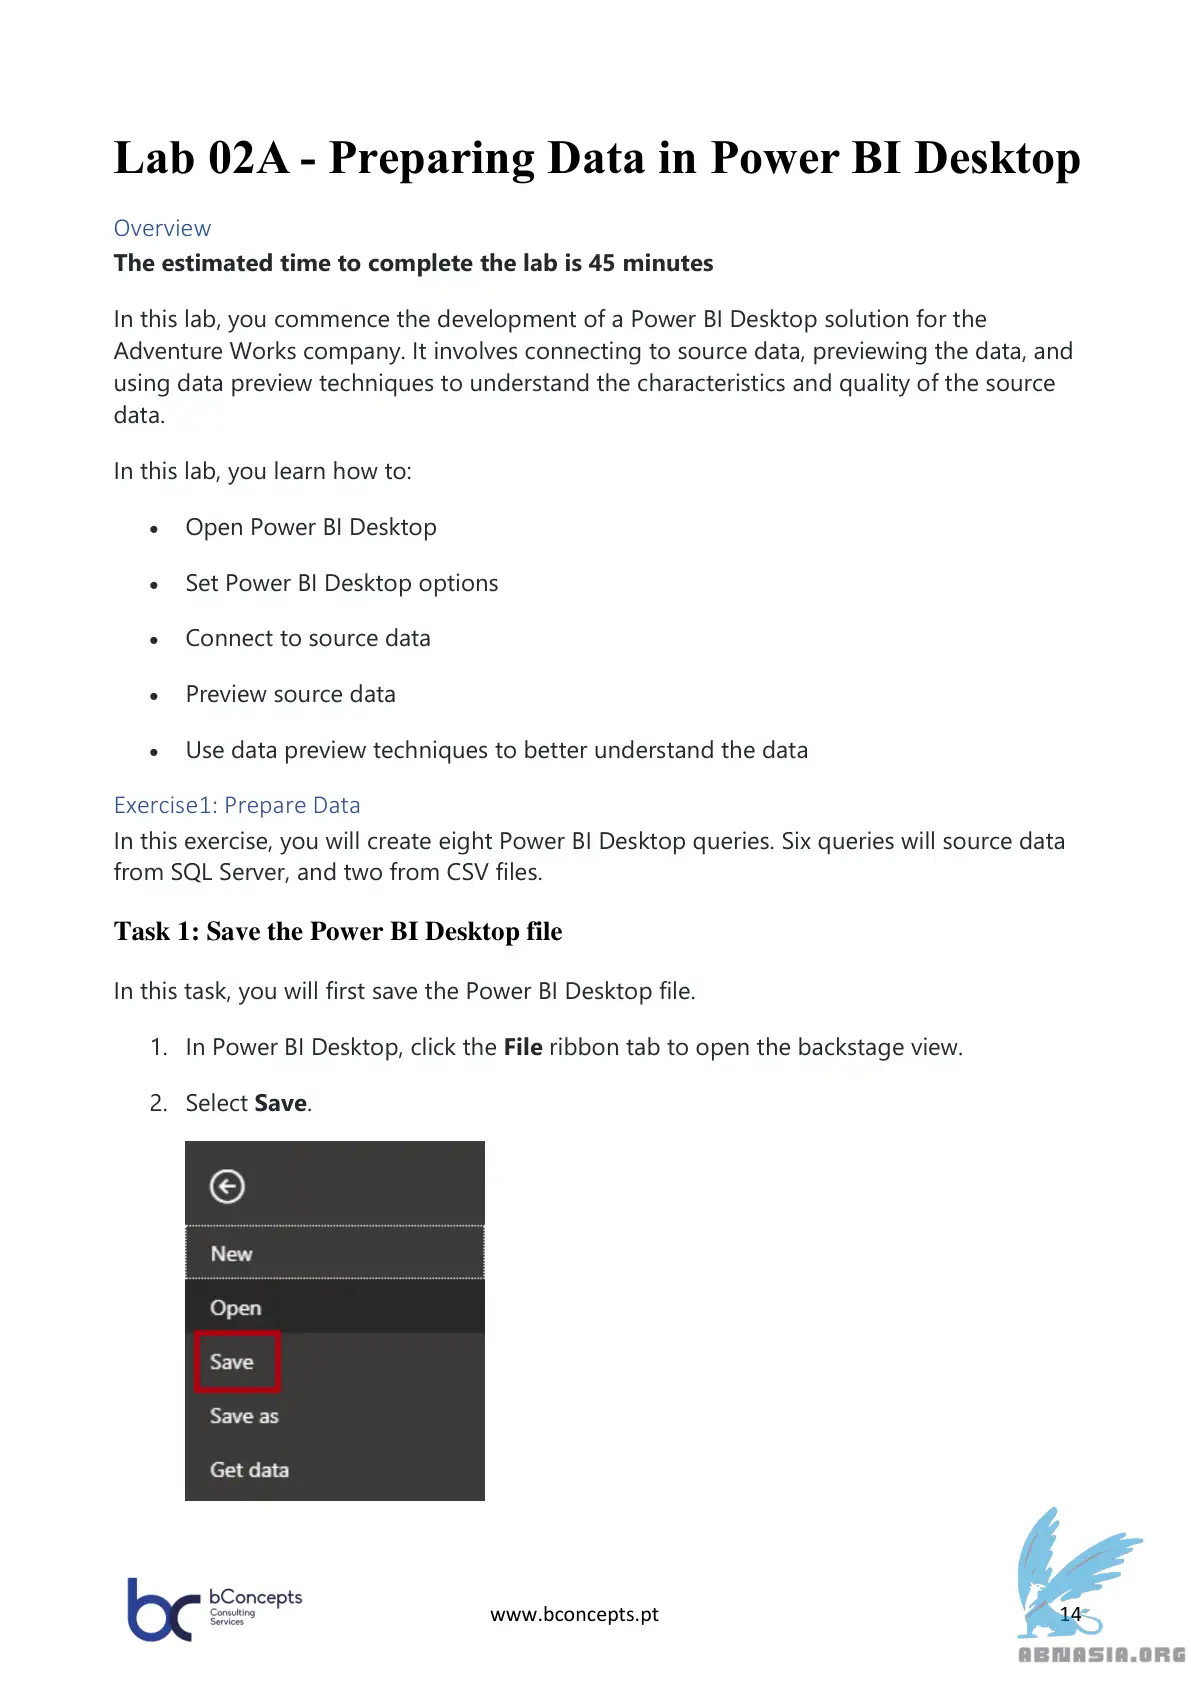 Lab 02A - Preparing Data in Power BI Desktop
Overview
The estimated time to complete the lab is 45 minutes
In this lab, you commence the development of a Power BI Desktop solution for the
Adventure Works company. It involves connecting to source data, previewing the data, and
using data preview techniques to understand the characteristics and quality of the source
data.
In this lab, you learn how to:
• Open Power BI Desktop
• Set Power BI Desktop options
• Connect to source data
• Preview source data
• Use data preview techniques to better understand the data
Exercise1: Prepare Data
In this exercise, you will create eight Power BI Desktop queries. Six queries will source data
from SQL Server, and two from CSV files.
Task 1: Save the Power BI Desktop file
In this task, you will first save the Power BI Desktop file.
1. In Power BI Desktop, click the File ribbon tab to open the backstage view.
2. Select Save.
New
Open
Save
Save as
Get data
bc bConcepts
Consulting
Services
www.bconcepts.pt
14
ABNASIA.ORG